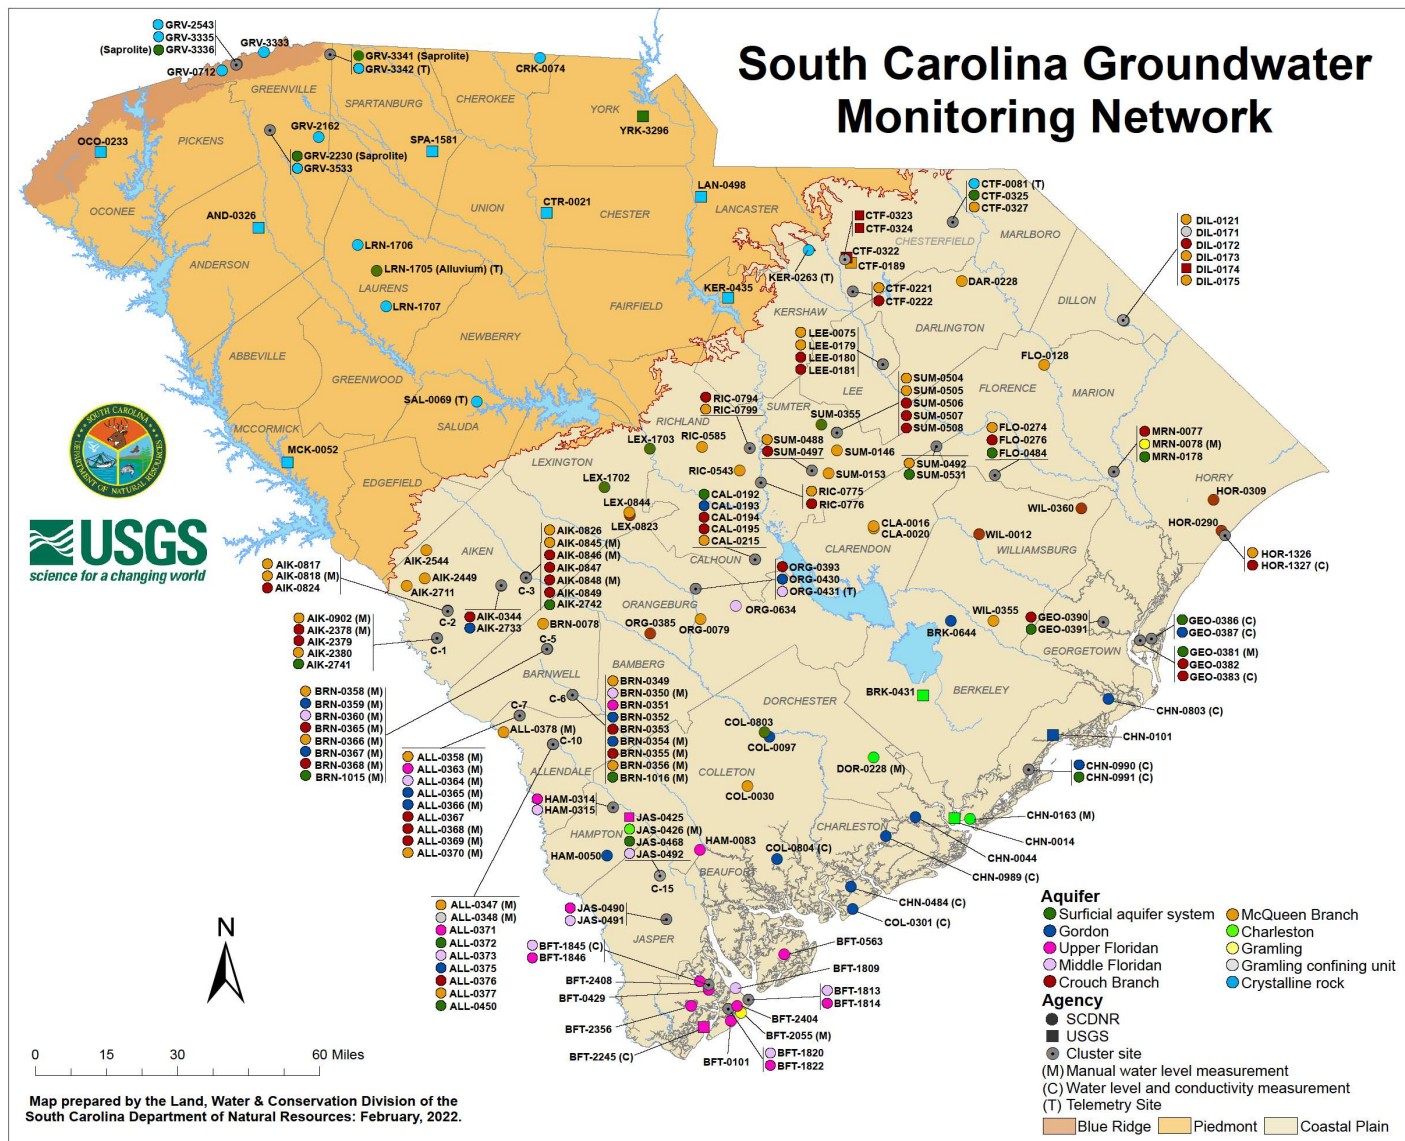 South Carolina Groundwater
Monitoring Network
GRV-2543
GRV-3335
(Saprolite) GRV-3336
GRV-3333
GRV-0712
GRV-3341 (Saprolite)
GRV-3342 (T)
CRK-0074
GREENVILLE
SPARTANBURG
CHEROKEE
YORK
YRK-3296
PICKENS
OCO-0233
GRV-2162
SPA-1581
GRV-2230 (Saprolite)
GRV-3533
OCONEE
AND-0326
UNION
CTR-0021
CHESTER
LAN-0498
LANCASTER
CTF-0323
CTF-0324
CTF-0081 (T)
CTF-0325
CTF-0327
CHESTERFIELD
MARLBORO
DIL-0121
DIL-0171
DIL-0172
DIL-0173
DIL-0174
DIL-0175
ANDERSON
LRN-1706
LRN-1705 (Alluvium) (T)
LAURENS
LRN-1707
CTF-0322
CTF-0189
KER-0263 (T)
KER-0435
CTF-0221
CTF-0222
DAR-0228
DILLON
KERSHAW
FAIRFIELD
NEWBERRY
DARLINGTON
ABBEVILLE
GREENWOOD
LEE-0075
LEE-0179
LEE-0180
LEE-0181
LEE
FLO-0128
FLORENCE
MARION
SUM-0504
SUM-0505
SUM-0506
SUM-0507
SUM-0508
SAL-0069 (T)
SALUDA
RIC-0794
RIC-0799
SUMTER
SUM-0355
RICHLAND
MCCORMICK
MCK-0052
LEX-1703
RIC-0585
SUM-0488
SUM-0497
SUM-0146
FLO-0274
FLO-0276
FLO-0484
MRN-0077
MRN-0078 (M)
MRN-0178
LEXINGTON
RIC-0543
SUM-0153
SUM-0492
SUM-0531
HORRY
EDGEFIELD
LEX-1702
LEX-0844
LEX-0823
CAL-0192
CAL-0193
CAL-0194
CAL-0195
CAL-0215
RIC-0775
RIC-0776
HOR-0309
WIL-0360
HOR-0290
CLA-0016
CLA-0020
WIL-0012
WILLIAMSBURG
CLARENDON
CALHOUN
HOR-1326
HOR-1327 (C)
SOUTH CAROLINA
DEPARTMENT OF NATURAL RESOURCES
USGS
science for a changing world
AIKEN
AIK-2544
AIK-2449
AIK-2711
AIK-0826
AIK-0845 (M)
AIK-0846 (M)
AIK-0847
AIK-0848 (M)
AIK-0849
AIK-2742
AIK-0817
AIK-0818 (M)
AIK-0824
C-3
C-2
AIK-0344
AIK-2733
ORG-0393
ORG-0430
ORG-0431 (T)
ORANGEBURG
ORG-0634
ORG-0385
ORG-0079
AIK-0902 (M)
AIK-2378 (M)
AIK-2379
AIK-2380
AIK-2741
C-1
BRN-0078
C-5
WIL-0355
BRK-0644
GEO-0390
GEO-0391
GEORGETOWN
GEO-0386 (C)
GEO-0387 (C)
GEO-0381 (M)
GEO-0382
GEO-0383 (C)
BAMBERG
BARNWELL
BRN-0358 (M)
BRN-0359 (M)
BRN-0360 (M)
BRN-0365 (M)
BRN-0366 (M)
BRN-0367 (M)
BRN-0368 (M)
BRN-1015 (M)
C-6
BRN-0349
BRN-0350 (M)
BRN-0351
BRN-0352
BRN-0353
BRN-0354 (M)
BRN-0355 (M)
BRN-0356 (M)
BRN-1016 (M)
C-7
ALL-0378 (M)
C-10
DORCHESTER
BRK-0431
BERKELEY
CHN-0803 (C)
COL-0803
COL-0097
CHN-0101
DOR-0228 (M)
CHN-0990 (C)
CHN-0991 (C)
ALL-0358 (M)
ALL-0363 (M)
ALL-0364 (M)
ALL-0365 (M)
ALL-0366 (M)
ALL-0367
ALL-0368 (M)
ALL-0369 (M)
ALL-0370 (M)
ALLENDALE
COLLETON
COL-0030
HAM-0314
HAM-0315
HAMPTON
JAS-0425
JAS-0426 (M)
JAS-0468
JAS-0492
CHARLESTON
CHN-0163 (M)
CHN-0014
CHN-0044
CHN-0989 (C)
HAM-0050
HAM-0083
COL-0804 (C)
C-15
BEAUFORT
CHN-0484 (C)
COL-0301 (C)
ALL-0347 (M)
ALL-0348 (M)
ALL-0371
ALL-0372
ALL-0373
ALL-0375
ALL-0376
ALL-0377
ALL-0450
JAS-0490
JAS-0491
JASPER
BFT-1845 (C)
BFT-1846
BFT-0563
BFT-2408
BFT-1809
BFT-0429
BFT-1813
BFT-1814
BFT-2356
BFT-2404
BFT-2055 (M)
BFT-2245 (C)
BFT-0101
BFT-1820
BFT-1822
N
0 15 30 60 Miles
Map prepared by the Land, Water & Conservation Division of the
South Carolina Department of Natural Resources: February, 2022.
Aquifer
Surficial aquifer system
Gordon
Upper Floridan
Middle Floridan
Crouch Branch
McQueen Branch
Charleston
Gramling
Gramling confining unit
Crystalline rock
Agency
SCDNR
USGS
Cluster site
(M) Manual water level measurement
(C) Water level and conductivity measurement
(T) Telemetry Site
Blue Ridge
Piedmont
Coastal Plain